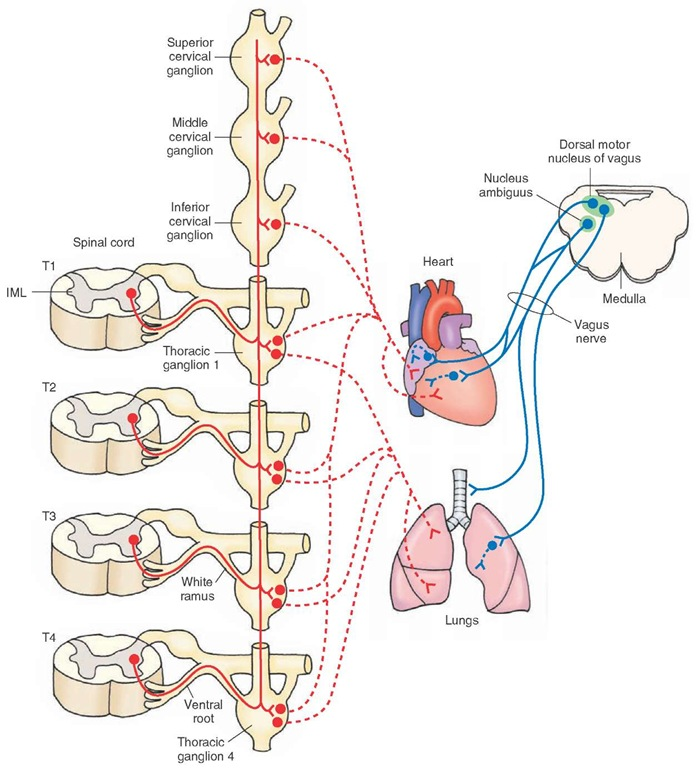 Superior
cervical
ganglion
Middle
cervical
ganglion
Inferior
cervical
ganglion
Spinal cord
T1
IML
Thoracic
ganglion 1
T2
T3
White
ramus
T4
Ventral
root
Thoracic
ganglion 4
Heart
Lungs
Dorsal motor
nucleus of vagus
Nucleus
ambiguus
Medulla
Vagus
nerve